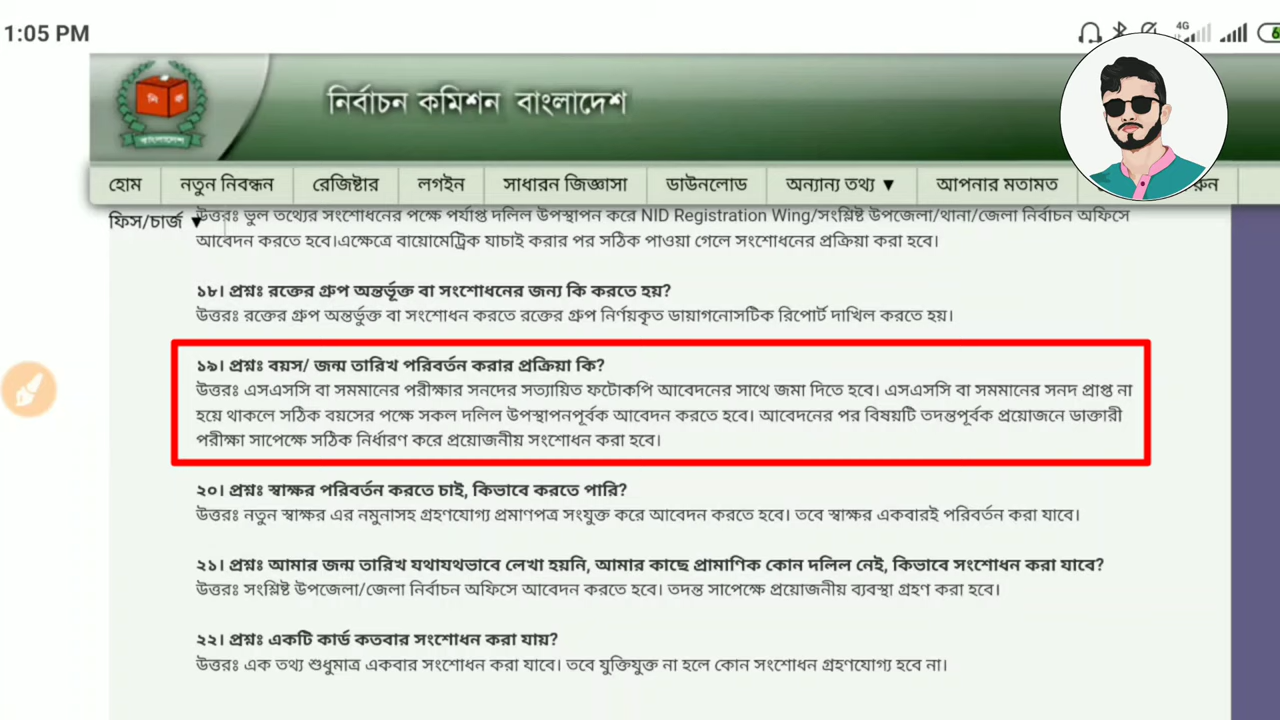 1:05 PM
4G
নির্বাচন কমিশন বাংলাদেশ
বাংলাদেশ
হোম
নতুন নিবন্ধন
রেজিষ্টার
লগইন
সাধারন জিজ্ঞাসা
ডাউনলোড
অন্যান্য তথ্য ▼
আপনার মতামত
রুন
ফিস/চার্জ ▼
উত্তরঃ ভুল তথ্যের সংশোধনের পক্ষে পর্যাপ্ত দলিল উপস্থাপন করে NID Registration Wing/সংশ্লিষ্ট উপজেলা/থানা/জেলা নির্বাচন অফিসে
আবেদন করতে হবে।এক্ষেত্রে বায়োমেট্রিক যাচাই করার পর সঠিক পাওয়া গেলে সংশোধনের প্রক্রিয়া করা হবে।
১৮। প্রশ্নঃ রক্তের গ্রুপ অন্তর্ভূক্ত বা সংশোধনের জন্য কি করতে হয়?
উত্তরঃ রক্তের গ্রুপ অন্তর্ভুক্ত বা সংশোধন করতে রক্তের গ্রুপ নির্ণয়কৃত ডায়াগনোসটিক রিপোর্ট দাখিল করতে হয়।
১৯। প্রশ্নঃ বয়স/ জন্ম তারিখ পরিবর্তন করার প্রক্রিয়া কি?
উত্তরঃ এসএসসি বা সমমানের পরীক্ষার সনদের সত্যায়িত ফটোকপি আবেদনের সাথে জমা দিতে হবে। এসএসসি বা সমমানের সনদ প্রাপ্ত না
হয়ে থাকলে সঠিক বয়সের পক্ষে সকল দলিল উপস্থাপনপূর্বক আবেদন করতে হবে। আবেদনের পর বিষয়টি তদন্তপূর্বক প্রয়োজনে ডাক্তারী
পরীক্ষা সাপেক্ষে সঠিক নির্ধারণ করে প্রয়োজনীয় সংশোধন করা হবে।
২০। প্রশ্নঃ স্বাক্ষর পরিবর্তন করতে চাই, কিভাবে করতে পারি?
উত্তরঃ নতুন স্বাক্ষর এর নমুনাসহ গ্রহণযোগ্য প্রমাণপত্র সংযুক্ত করে আবেদন করতে হবে। তবে স্বাক্ষর একবারই পরিবর্তন করা যাবে।
২১। প্রশ্নঃ আমার জন্ম তারিখ যথাযথভাবে লেখা হয়নি, আমার কাছে প্রামাণিক কোন দলিল নেই, কিভাবে সংশোধন করা যাবে?
উত্তরঃ সংশ্লিষ্ট উপজেলা/জেলা নির্বাচন অফিসে আবেদন করতে হবে। তদন্ত সাপেক্ষে প্রয়োজনীয় ব্যবস্থা গ্রহণ করা হবে।
২২। প্রশ্নঃ একটি কার্ড কতবার সংশোধন করা যায়?
উত্তরঃ এক তথ্য শুধুমাত্র একবার সংশোধন করা যাবে। তবে যুক্তিযুক্ত না হলে কোন সংশোধন গ্রহণযোগ্য হবে না।